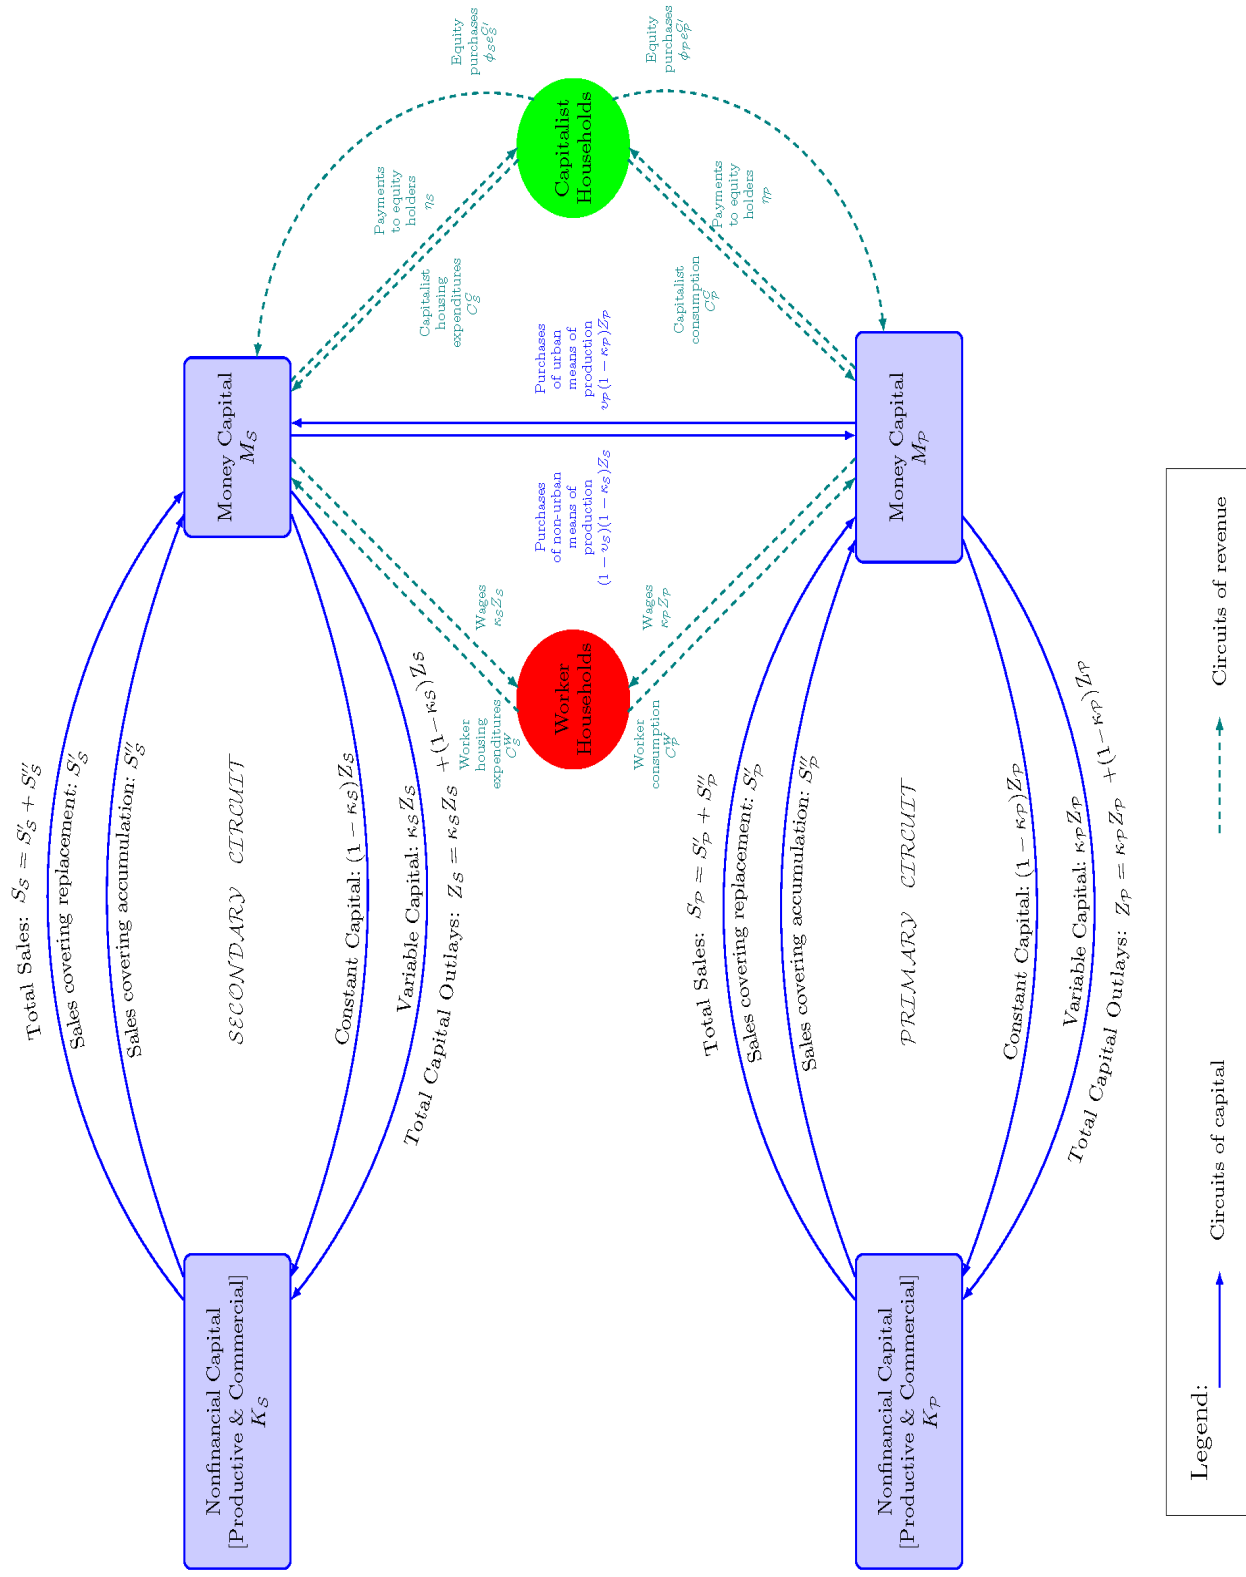 Total Sales: S_S = S'_S + S''_S
Sales covering replacement: S'_S
Sales covering accumulation: S''_S
SECONDARY CIRCUIT
Constant Capital: (1 − κ_S)Z_S
Variable Capital: κ_S Z_S
Total Capital Outlays: Z_S = κ_S Z_S + (1−κ_S)Z_S
Nonfinancial Capital
[Productive & Commercial]
K_S
Money Capital
M_S
Equity
purchases
ϕ_S e_S^{C'}
Payments
to equity
holders
η_S
Capitalist
housing
expenditures
C_S^C
Wages
κ_S Z_S
Worker
housing
expenditures
C_S^W
Worker
Households
Capitalist
Households
Purchases
of non-urban
means of
production
(1 − υ_S)(1 − κ_S)Z_S
Purchases
of urban
means of
production
υ_P(1 − κ_P)Z_P
Worker
consumption
C_P^W
Wages
κ_P Z_P
Capitalist
consumption
C_P^C
Payments
to equity
holders
η_P
Equity
purchases
ϕ_P e_P^{C'}
Total Sales: S_P = S'_P + S''_P
Sales covering replacement: S'_P
Sales covering accumulation: S''_P
PRIMARY CIRCUIT
Constant Capital: (1 − κ_P)Z_P
Variable Capital: κ_P Z_P
Total Capital Outlays: Z_P = κ_P Z_P + (1−κ_P)Z_P
Nonfinancial Capital
[Productive & Commercial]
K_P
Money Capital
M_P
Legend:
Circuits of capital
Circuits of revenue